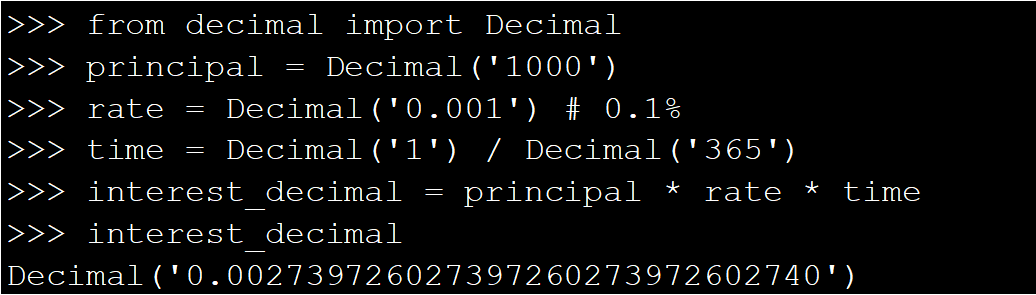 >>> from decimal import Decimal
>>> principal = Decimal('1000')
>>> rate = Decimal('0.001') # 0.1%
>>> time = Decimal('1') / Decimal('365')
>>> interest_decimal = principal * rate * time
>>> interest_decimal
Decimal('0.002739726027397260273972602740')